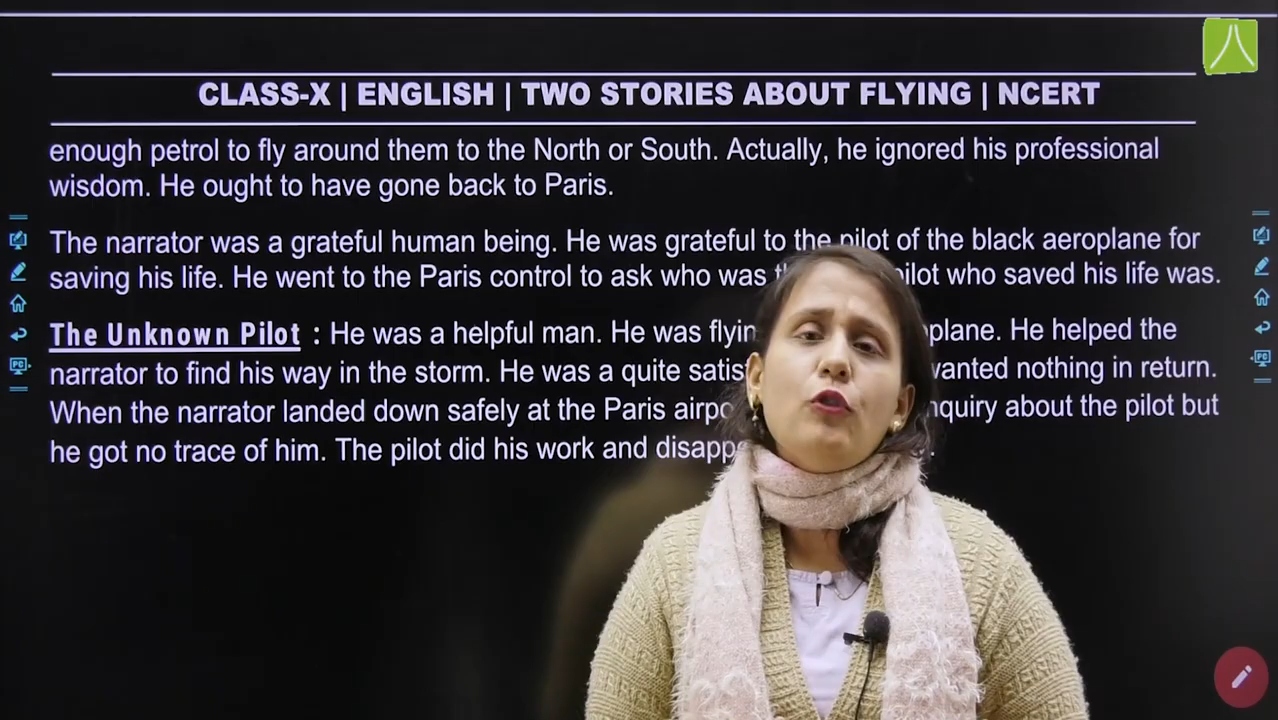 CLASS-X | ENGLISH | TWO STORIES ABOUT FLYING | NCERT
enough petrol to fly around them to the North or South. Actually, he ignored his professional
wisdom. He ought to have gone back to Paris.
The narrator was a grateful human being. He was grateful to the pilot of the black aeroplane for
saving his life. He went to the Paris control to ask who was pilot who saved his life was.
The Unknown Pilot : He was a helpful man. He was He helped the
narrator to find his way in the storm. He was a quite wanted nothing in return.
When the narrator landed down safely at the Paris about the pilot but
he got no trace of him. The pilot did his work and
PC
PC